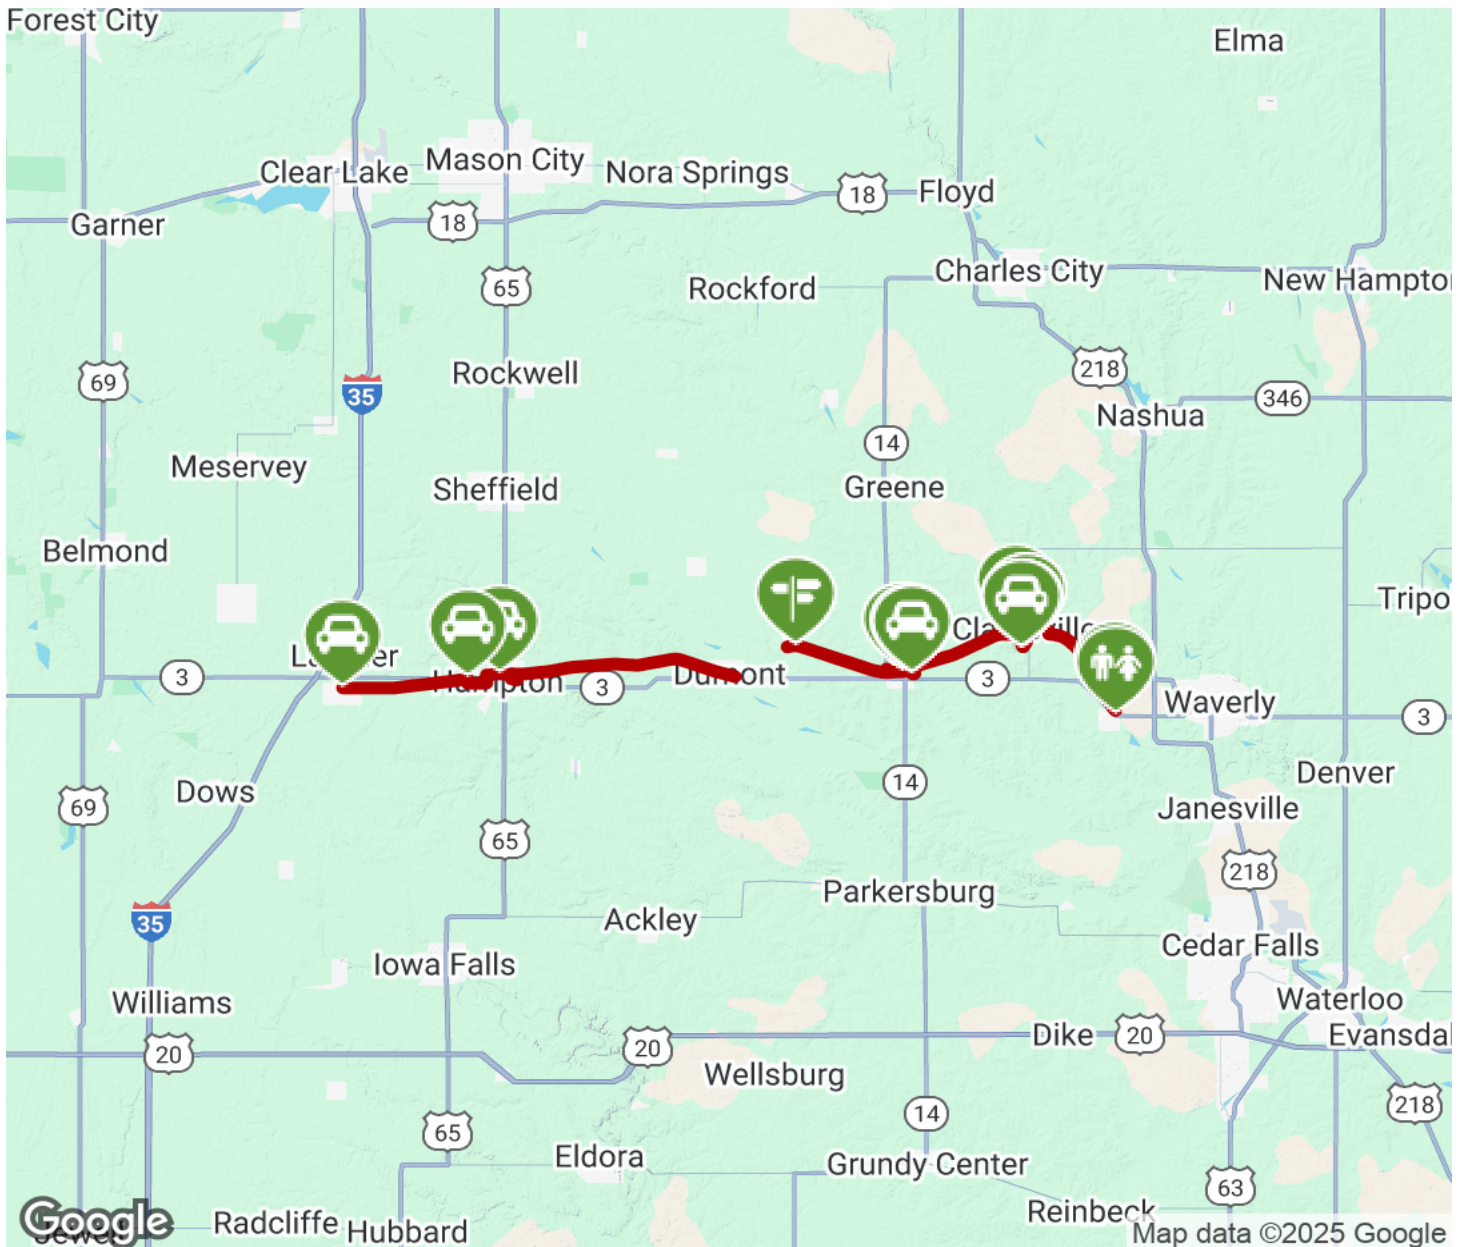 Forest City
Elma
Clear Lake
Mason City
Nora Springs
18
Floyd
Garner
18
65
Rockford
Charles City
New Hampto
69
35
Rockwell
218
346
Nashua
14
Meservey
Sheffield
Greene
Belmond
Tripo
3
Hampton
3
Dumont
3
Waverly
3
Dows
69
14
Denver
Janesville
65
218
Parkersburg
35
Ackley
Cedar Falls
Iowa Falls
Williams
Waterloo
20
20
Dike
20
Evansdal
Wellsburg
65
14
218
Eldora
Grundy Center
63
Google
Radcliffe
Hubbard
Reinbeck
Map data ©2025 Google